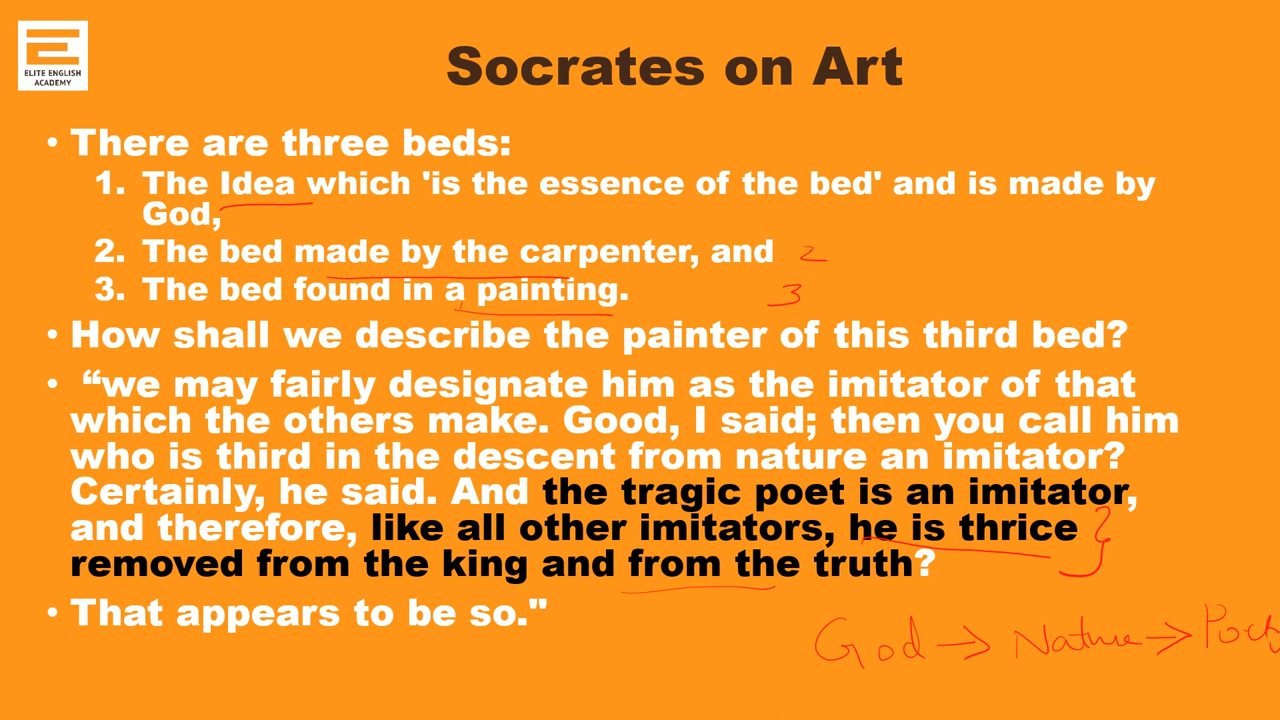 ELITE ENGLISH
ACADEMY
Socrates on Art
• There are three beds:
1. The Idea which 'is the essence of the bed' and is made by
God,
2. The bed made by the carpenter, and 2
3. The bed found in a painting. 3
• How shall we describe the painter of this third bed?
• “we may fairly designate him as the imitator of that
which the others make. Good, I said; then you call him
who is third in the descent from nature an imitator?
Certainly, he said. And the tragic poet is an imitator,
and therefore, like all other imitators, he is thrice
removed from the king and from the truth?
• That appears to be so."
God → Nature →